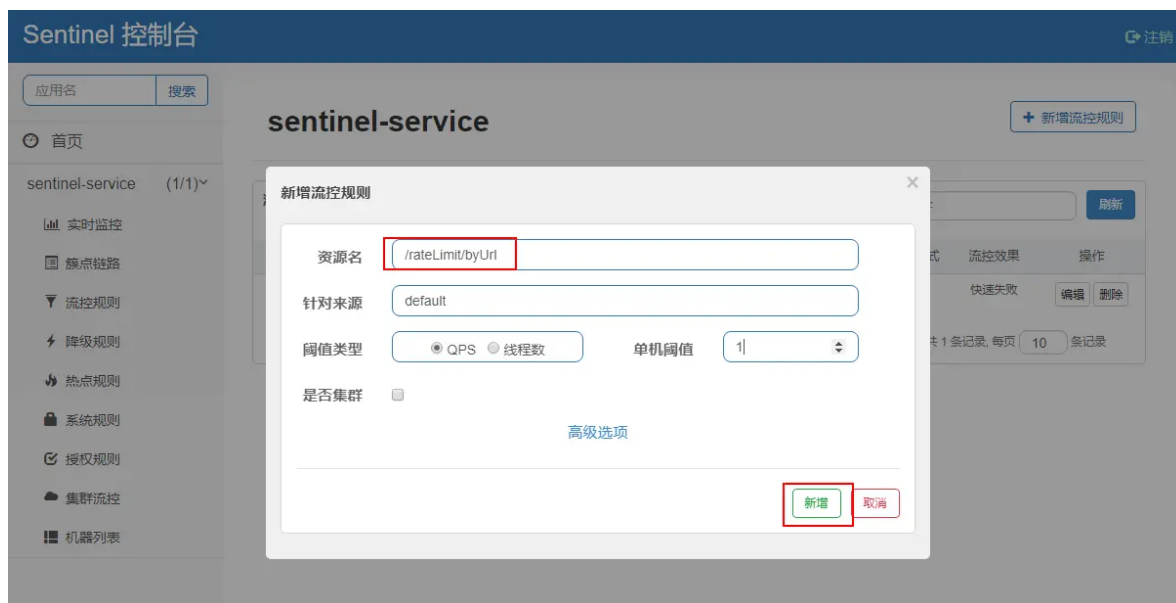 Sentinel 控制台
注销
应用名 搜索
sentinel-service
新增流控规则
首页
sentinel-service (1/1)
新增流控规则
×
刷新
实时监控
资源名 /rateLimit/byUrl
簇点链路
式 流控效果 操作
针对来源 default
快速失败 编辑 删除
流控规则
降级规则
阈值类型 QPS 线程数 单机阈值 1
共 1 条记录, 每页 10 条记录
热点规则
是否集群
系统规则
高级选项
授权规则
集群流控
新增 取消
机器列表